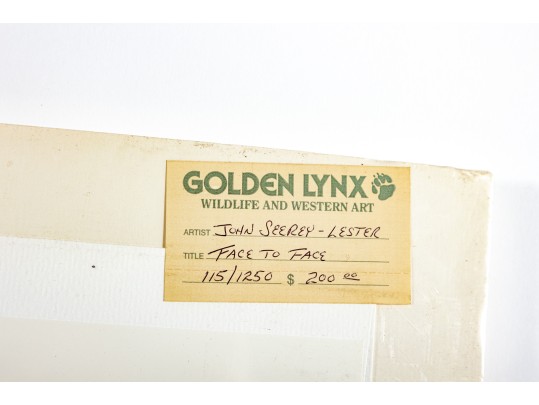 GOLDEN LYNX
WILDLIFE AND WESTERN ART
ARTIST JOHN SEEREY-LESTER
TITLE FACE TO FACE
115/1250 $ 200 00